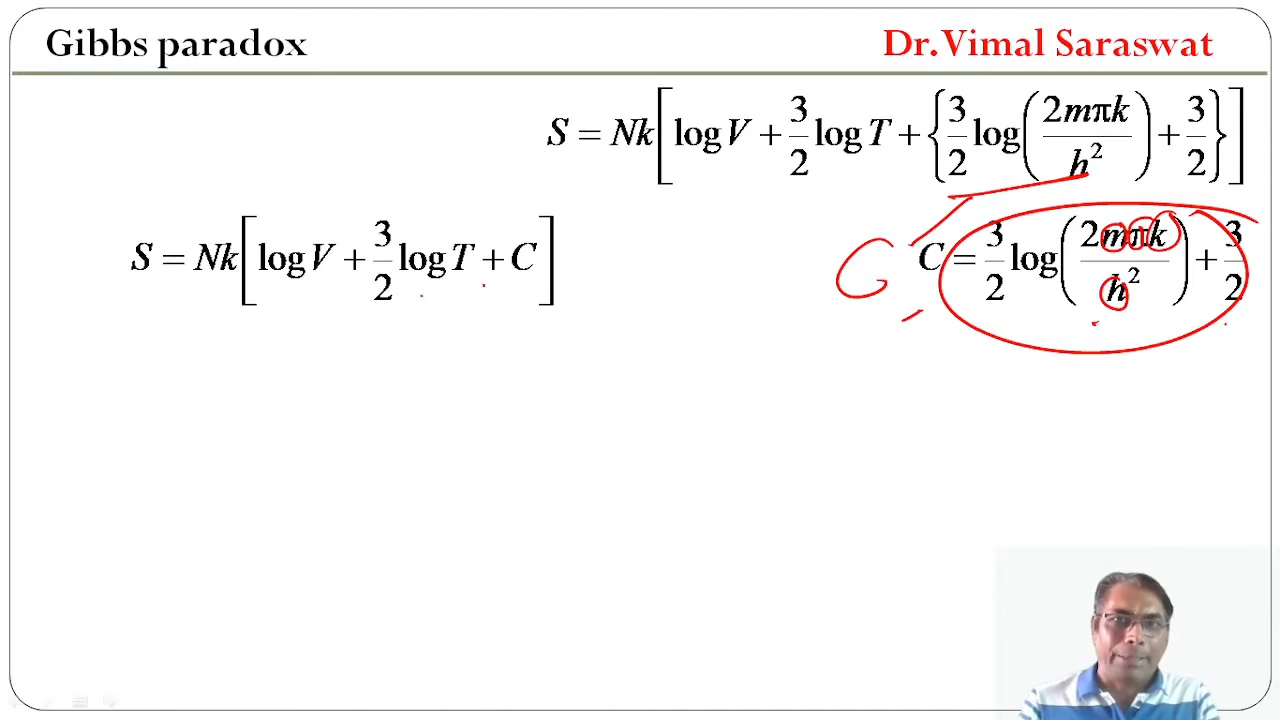 Gibbs paradox
Dr.Vimal Saraswat
S = Nk[log V + 3/2 log T + {3/2 log(2mπk/h²) + 3/2}]
S = Nk[log V + 3/2 log T + C]
C = 3/2 log(2mπk/h²) + 3/2